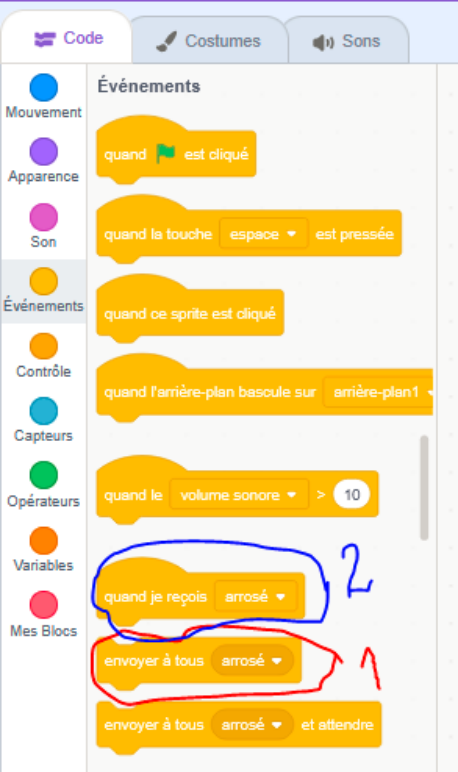 Code Costumes Sons
Événements
Mouvement
quand est cliqué
Apparence
quand la touche espace est pressée
Son
Événements
quand ce sprite est cliqué
Contrôle
quand l'arrière-plan bascule sur arrière-plan1
Capteurs
Opérateurs
quand le volume sonore > 10
Variables
2
quand je reçois arrosé
Mes Blocs
envoyer à tous arrosé
1
envoyer à tous arrosé et attendre